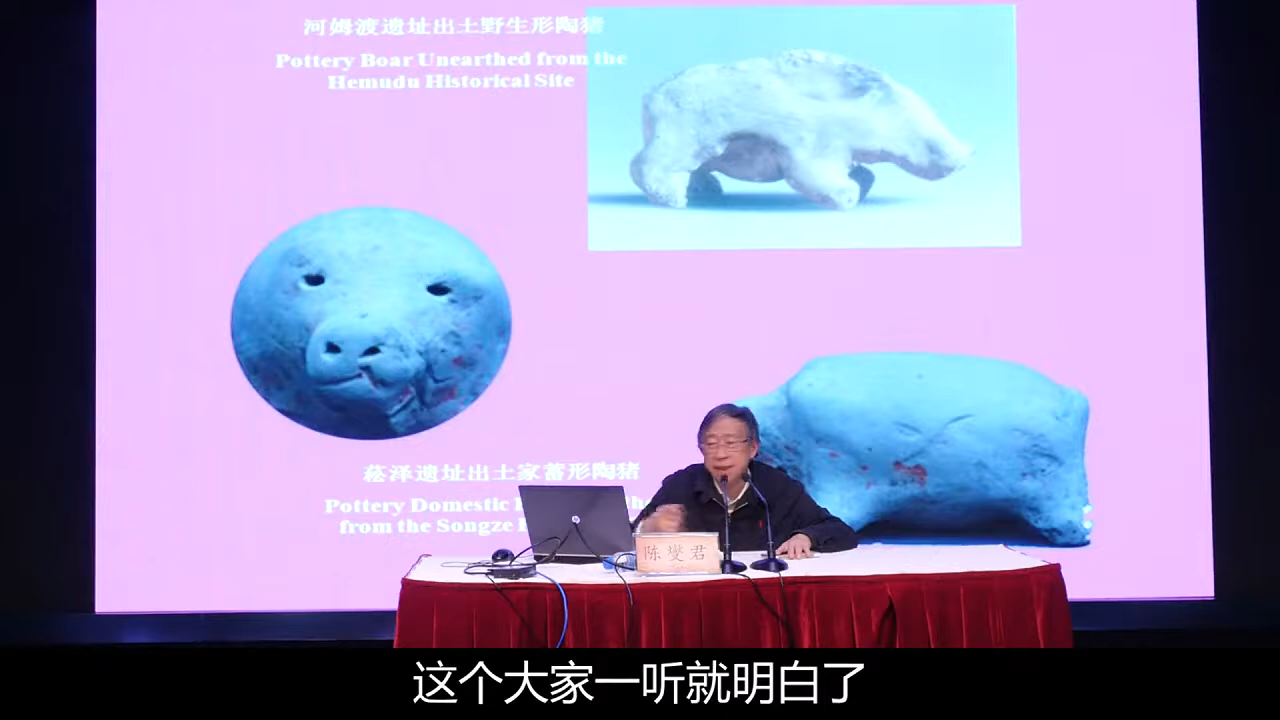 河姆渡遗址出土野生形陶猪
Pottery Boar Unearthed from the
Hemudu Historical Site
菘泽遗址出土家蓄形陶猪
Pottery Domestic
from the Songze
陈燮君
这个大家一听就明白了